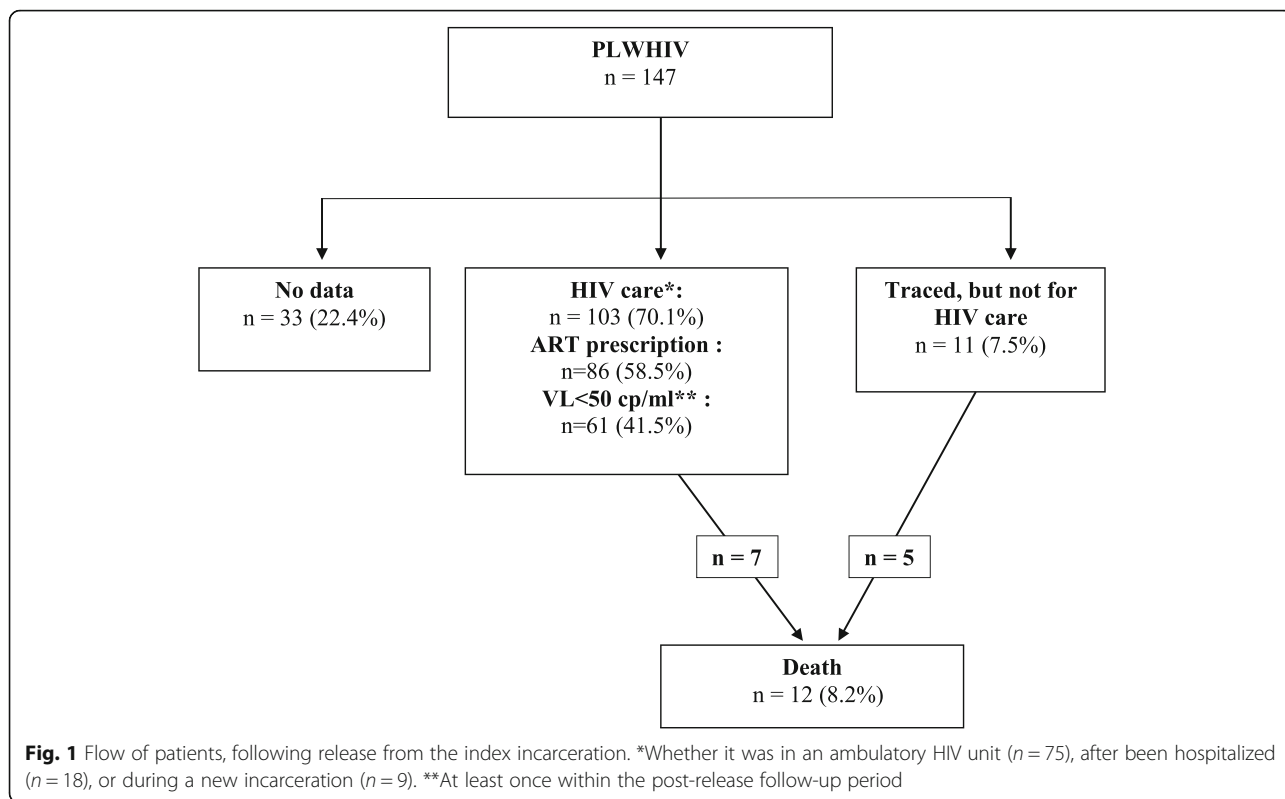 PLWHIV
n = 147
No data
n = 33 (22.4%)
HIV care*:
n = 103 (70.1%)
ART prescription :
n=86 (58.5%)
VL<50 cp/ml** :
n=61 (41.5%)
Traced, but not for
HIV care
n = 11 (7.5%)
n = 7
n = 5
Death
n = 12 (8.2%)
Fig. 1 Flow of patients, following release from the index incarceration. *Whether it was in an ambulatory HIV unit (n = 75), after been hospitalized
(n = 18), or during a new incarceration (n = 9). **At least once within the post-release follow-up period